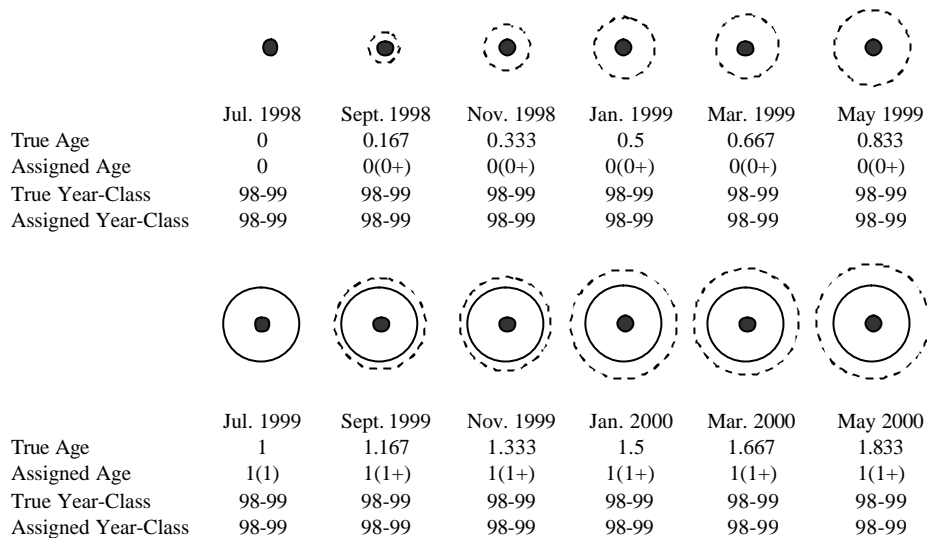 Jul. 1998 Sept. 1998 Nov. 1998 Jan. 1999 Mar. 1999 May 1999
True Age 0 0.167 0.333 0.5 0.667 0.833
Assigned Age 0 0(0+) 0(0+) 0(0+) 0(0+) 0(0+)
True Year-Class 98-99 98-99 98-99 98-99 98-99 98-99
Assigned Year-Class 98-99 98-99 98-99 98-99 98-99 98-99
Jul. 1999 Sept. 1999 Nov. 1999 Jan. 2000 Mar. 2000 May 2000
True Age 1 1.167 1.333 1.5 1.667 1.833
Assigned Age 1(1) 1(1+) 1(1+) 1(1+) 1(1+) 1(1+)
True Year-Class 98-99 98-99 98-99 98-99 98-99 98-99
Assigned Year-Class 98-99 98-99 98-99 98-99 98-99 98-99